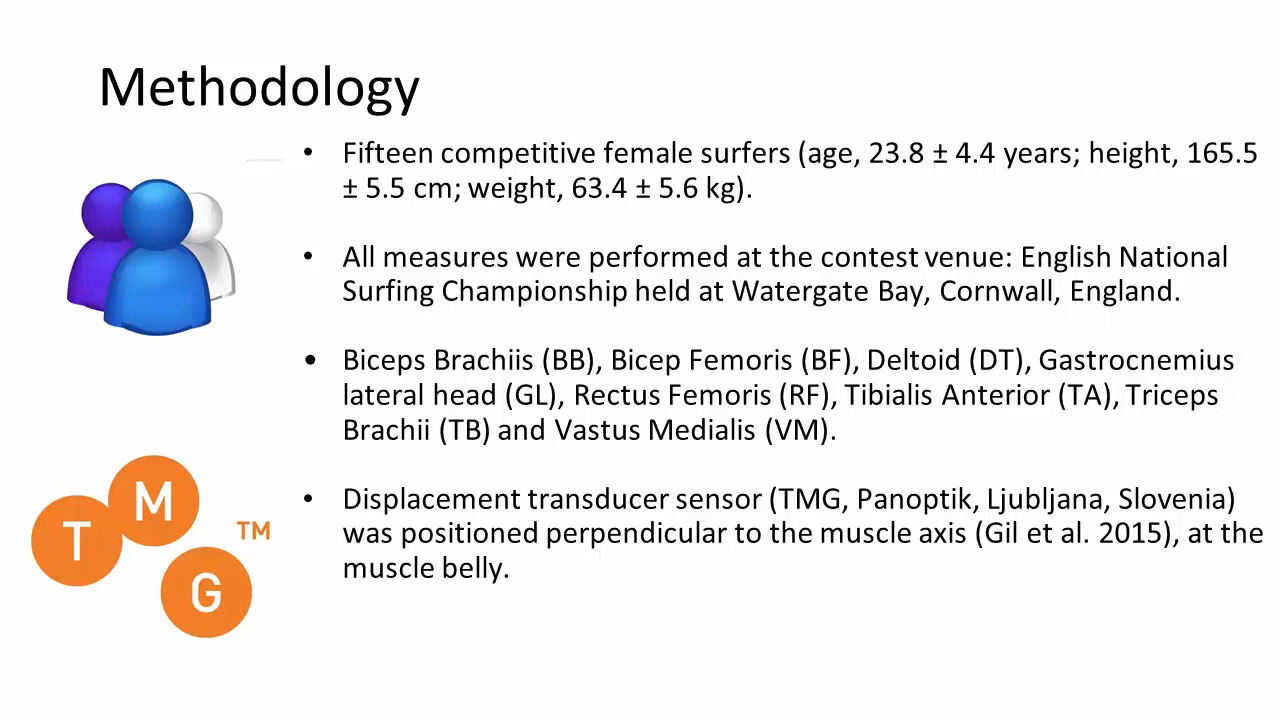 Methodology
• Fifteen competitive female surfers (age, 23.8 ± 4.4 years; height, 165.5
± 5.5 cm; weight, 63.4 ± 5.6 kg).
• All measures were performed at the contest venue: English National
Surfing Championship held at Watergate Bay, Cornwall, England.
• Biceps Brachiis (BB), Bicep Femoris (BF), Deltoid (DT), Gastrocnemius
lateral head (GL), Rectus Femoris (RF), Tibialis Anterior (TA), Triceps
Brachii (TB) and Vastus Medialis (VM).
• Displacement transducer sensor (TMG, Panoptik, Ljubljana, Slovenia)
was positioned perpendicular to the muscle axis (Gil et al. 2015), at the
muscle belly.
TMG TM